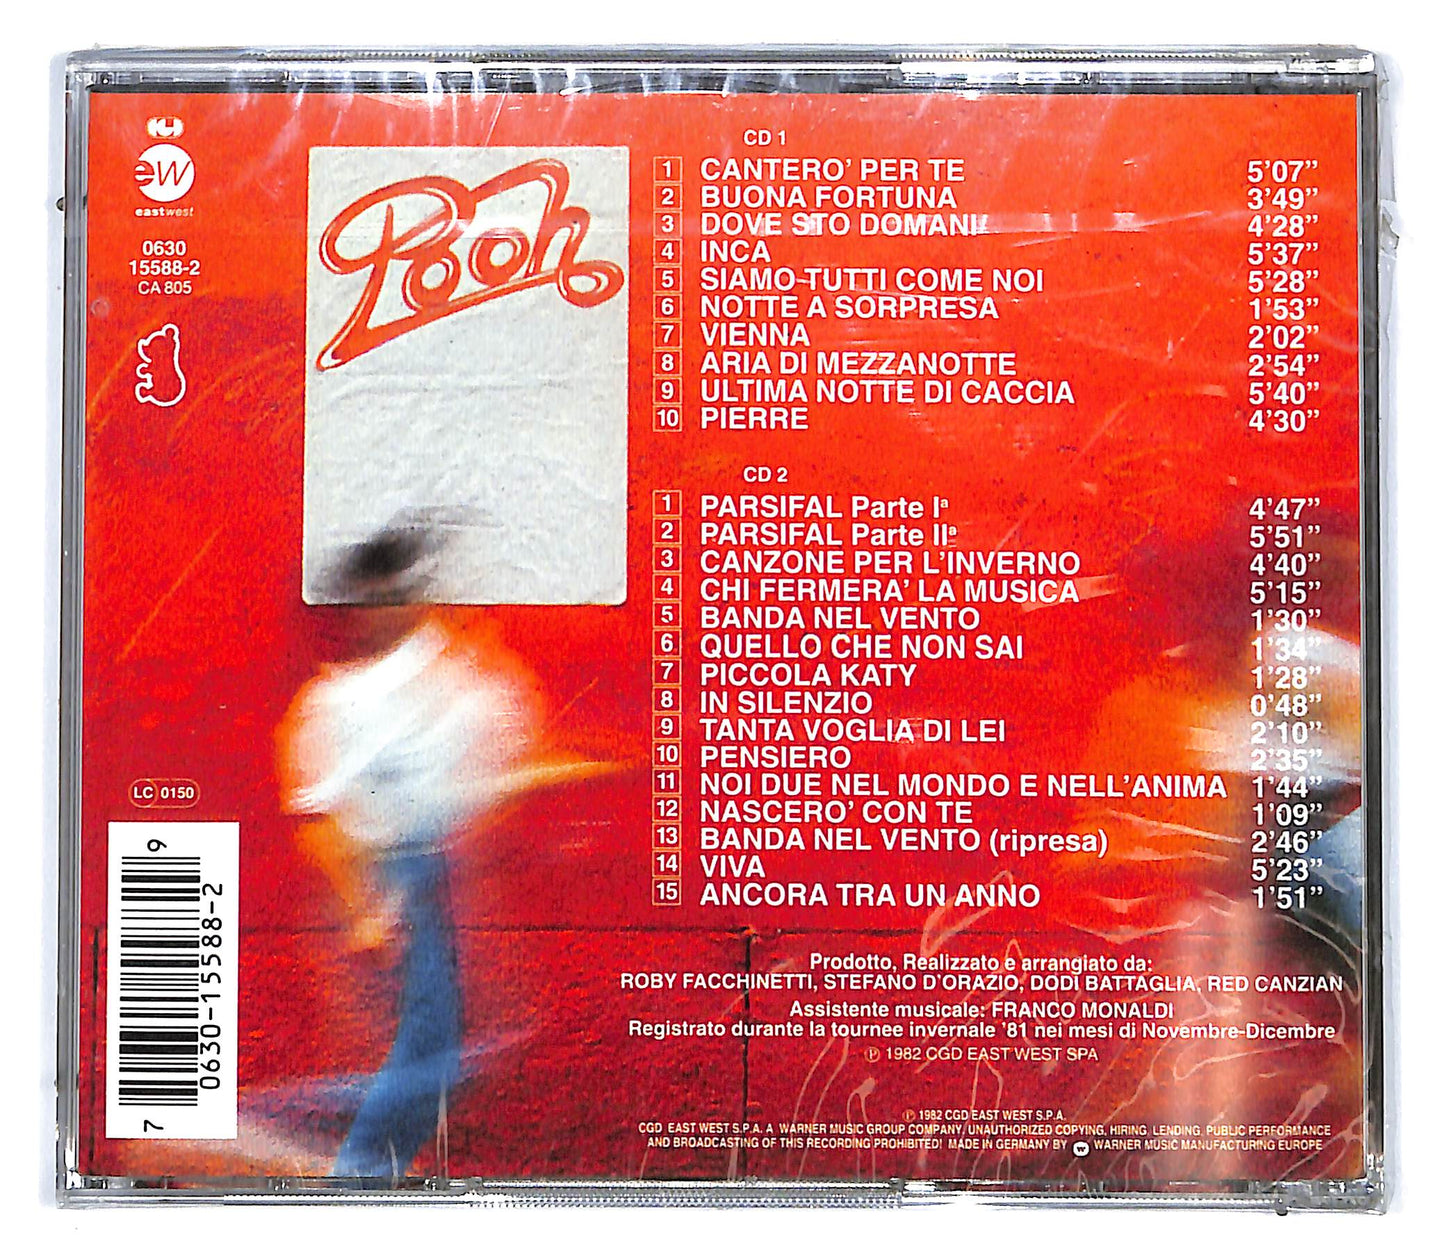 ew
eastwest
0630
15588-2
CA 805
Pooh
CD 1
1 CANTERO' PER TE 5'07”
2 BUONA FORTUNA 3'49”
3 DOVE STO DOMANI 4'28”
4 INCA 5'37”
5 SIAMO TUTTI COME NOI 5'28”
6 NOTTE A SORPRESA 1'53”
7 VIENNA 2'02”
8 ARIA DI MEZZANOTTE 2'54”
9 ULTIMA NOTTE DI CACCIA 5'40”
10 PIERRE 4'30”
CD 2
1 PARSIFAL Parte Iª 4'47”
2 PARSIFAL Parte IIª 5'51”
3 CANZONE PER L'INVERNO 4'40”
4 CHI FERMERA' LA MUSICA 5'15”
5 BANDA NEL VENTO 1'30”
6 QUELLO CHE NON SAI 1'34”
7 PICCOLA KATY 1'28”
8 IN SILENZIO 0'48”
9 TANTA VOGLIA DI LEI 2'10”
10 PENSIERO 2'35”
11 NOI DUE NEL MONDO E NELL'ANIMA 1'44”
12 NASCERO' CON TE 1'09”
13 BANDA NEL VENTO (ripresa) 2'46”
14 VIVA 5'23”
15 ANCORA TRA UN ANNO 1'51”
LC 0150
7 0630-15588-2 9
Prodotto, Realizzato e arrangiato da:
ROBY FACCHINETTI, STEFANO D'ORAZIO, DODI BATTAGLIA, RED CANZIAN
Assistente musicale: FRANCO MONALDI
Registrato durante la tournee invernale '81 nei mesi di Novembre-Dicembre
℗ 1982 CGD EAST WEST SPA
℗ 1982 CGD EAST WEST S.P.A.
CGD EAST WEST S.P.A. A WARNER MUSIC GROUP COMPANY. UNAUTHORIZED COPYING, HIRING, LENDING, PUBLIC PERFORMANCE
AND BROADCASTING OF THIS RECORDING PROHIBITED! MADE IN GERMANY BY W WARNER MUSIC MANUFACTURING EUROPE